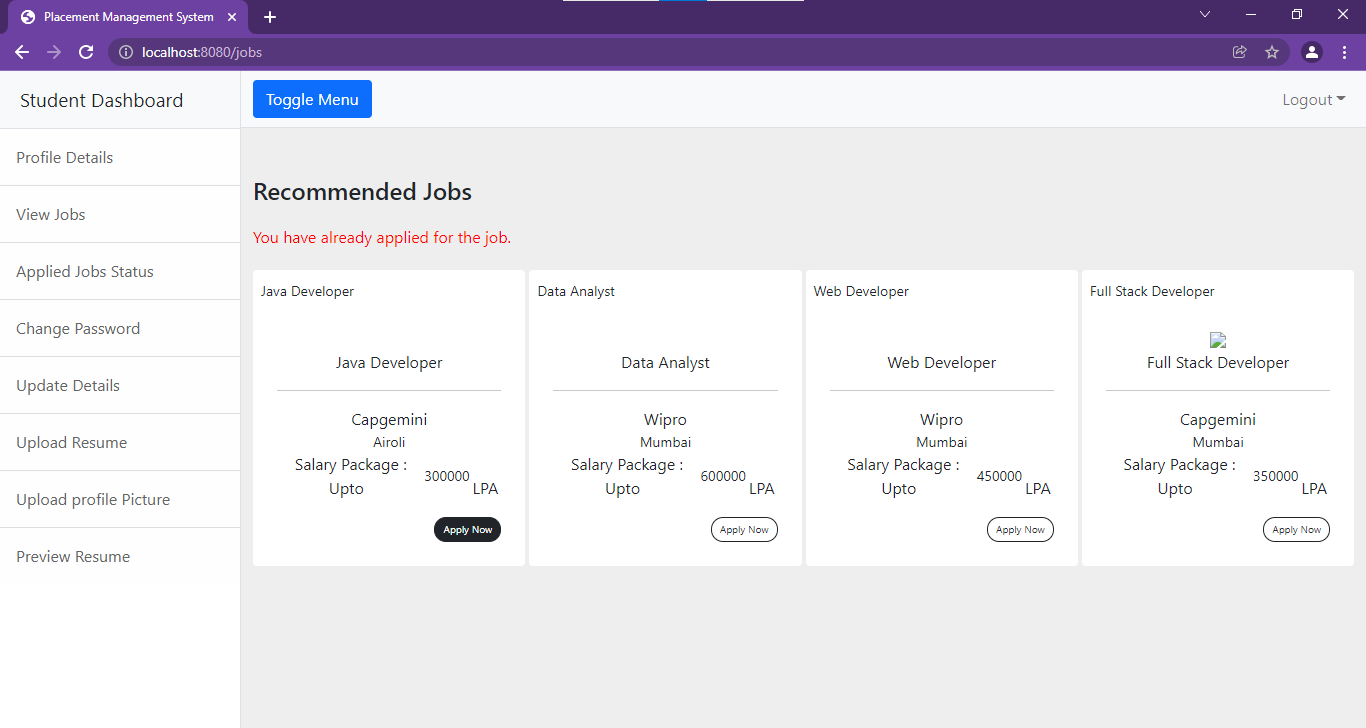 Placement Management System
localhost:8080/jobs
Student Dashboard
Toggle Menu
Logout
Profile Details
View Jobs
Applied Jobs Status
Change Password
Update Details
Upload Resume
Upload profile Picture
Preview Resume
Recommended Jobs
You have already applied for the job.
Java Developer
Java Developer
Capgemini
Airoli
Salary Package :
Upto
300000
LPA
Apply Now
Data Analyst
Data Analyst
Wipro
Mumbai
Salary Package :
Upto
600000
LPA
Apply Now
Web Developer
Web Developer
Wipro
Mumbai
Salary Package :
Upto
450000
LPA
Apply Now
Full Stack Developer
Full Stack Developer
Capgemini
Mumbai
Salary Package :
Upto
350000
LPA
Apply Now